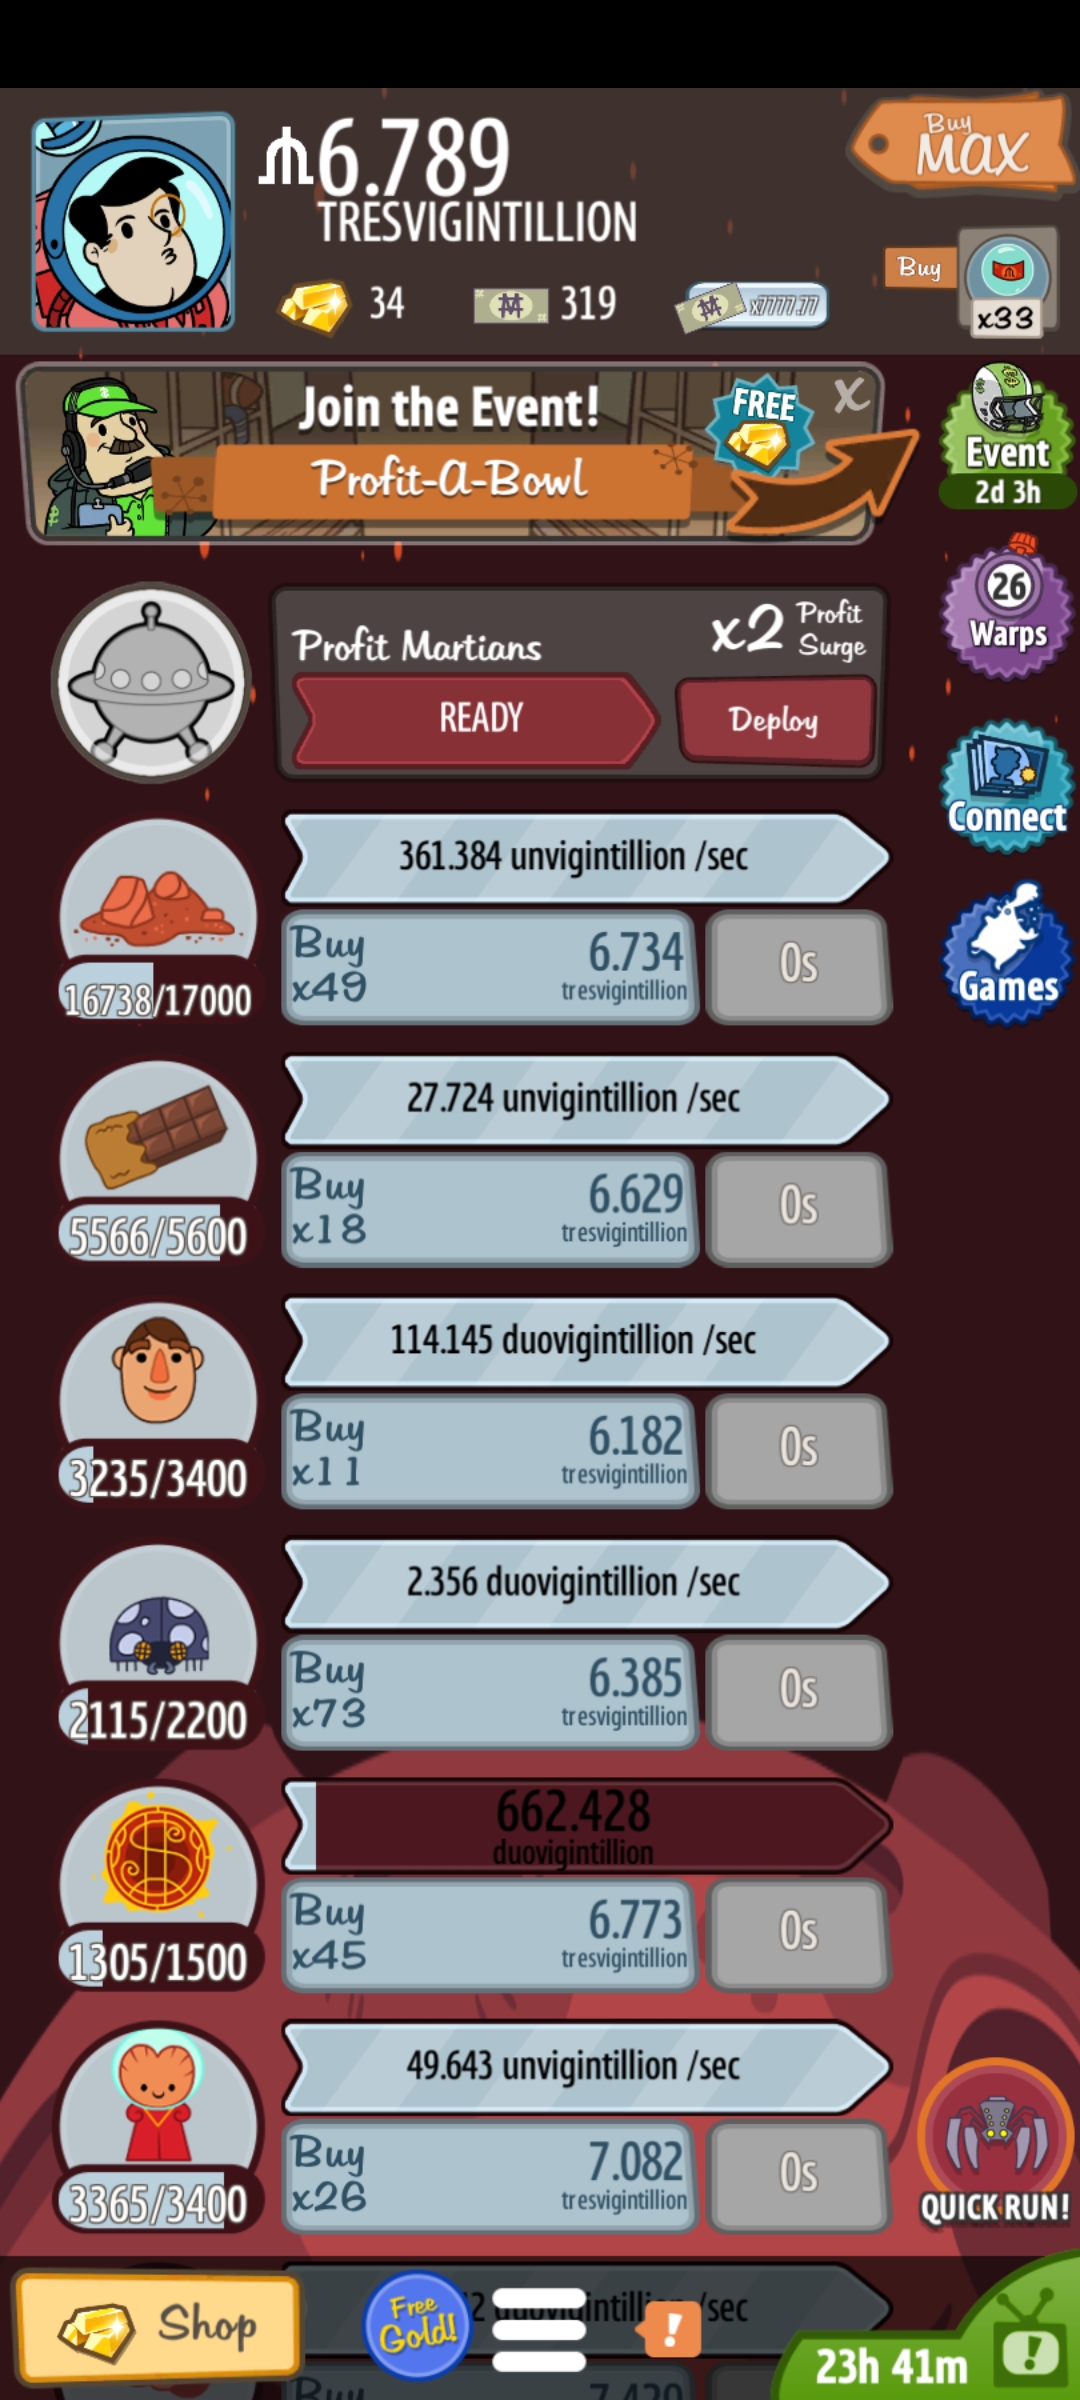 Buy
MAX
6.789
TRESVIGINTILLION
Buy
x33
34
319
x7777.77
Join the Event!
FREE
X
Profit-A-Bowl
Event
2d 3h
26
Warps
Profit Martians
x2 Profit Surge
READY
Deploy
Connect
361.384 unvigintillion /sec
Buy
x49
6.734
tresvigintillion
0s
16738/17000
Games
27.724 unvigintillion /sec
Buy
x18
6.629
tresvigintillion
0s
5566/5600
114.145 duovigintillion /sec
Buy
x11
6.182
tresvigintillion
0s
3235/3400
2.356 duovigintillion /sec
Buy
x73
6.385
tresvigintillion
0s
2115/2200
662.428
duovigintillion
Buy
x45
6.773
tresvigintillion
0s
1305/1500
49.643 unvigintillion /sec
Buy
x26
7.082
tresvigintillion
0s
3365/3400
QUICK RUN!
Shop
Free
Gold!
/sec
!
23h 41m
!
Buy